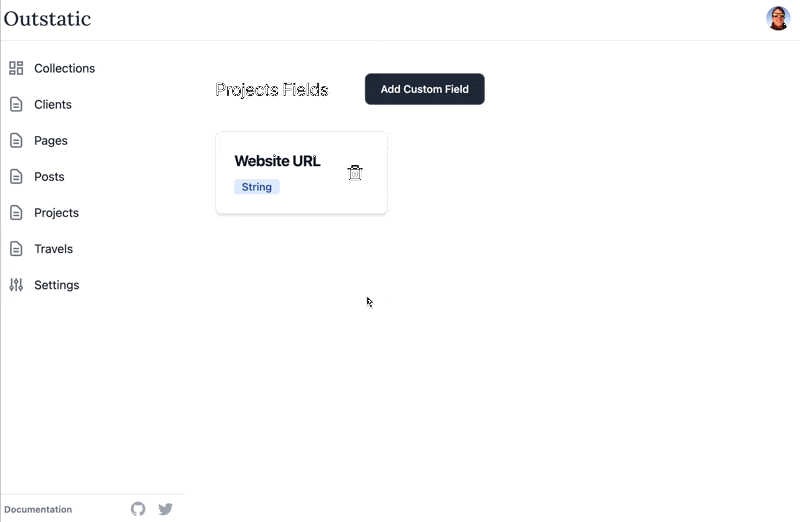 Outstatic
Collections
Clients
Pages
Posts
Projects
Travels
Settings
Projects Fields
Add Custom Field
Website URL
String
Documentation